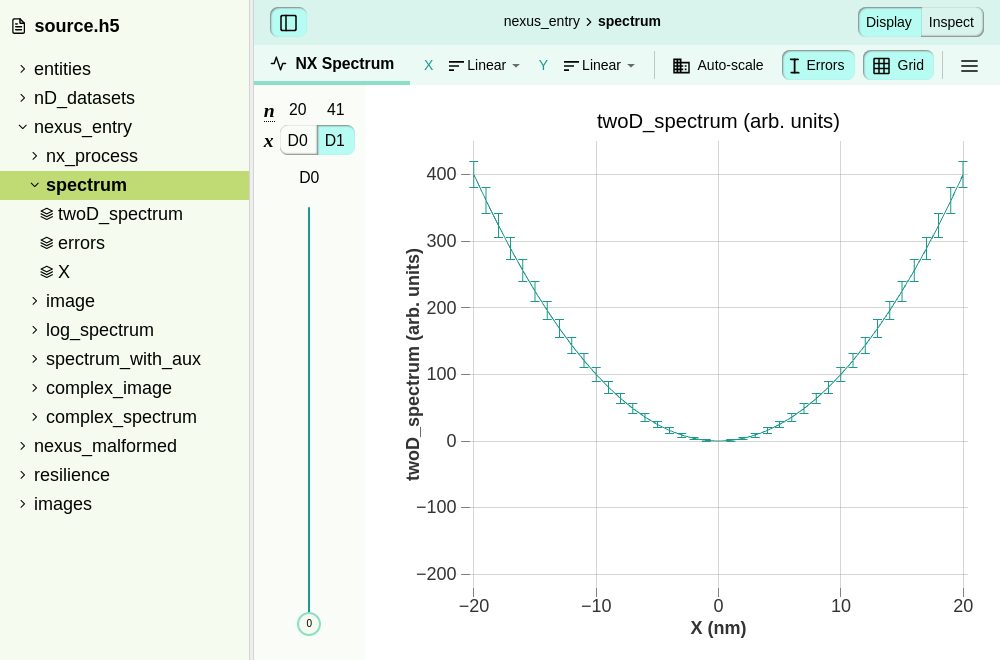 source.h5
entities
nD_datasets
nexus_entry
nx_process
spectrum
twoD_spectrum
errors
X
image
log_spectrum
spectrum_with_aux
complex_image
complex_spectrum
nexus_malformed
resilience
images
nexus_entry › spectrum
Display Inspect
NX Spectrum X Linear Y Linear Auto-scale Errors Grid
n 20 41
x D0 D1
D0
0
twoD_spectrum (arb. units)
400
300
200
100
0
−100
−200
twoD_spectrum (arb. units)
−20 −10 0 10 20
X (nm)